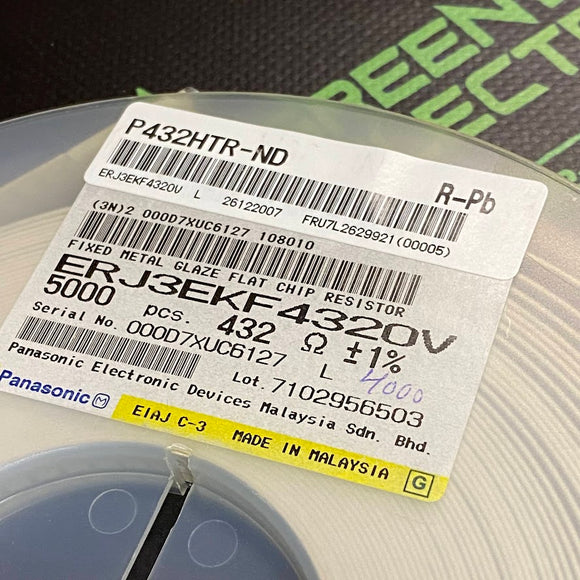 P432HTR-ND
R-Pb
ERJ3EKF4320V L 26122007 FRU7L2629921(00005)
(3N)2 000D7XUC6127 108010
FIXED METAL GLAZE FLAT CHIP RESISTOR
ERJ3EKF4320V
5000 pcs. 432 Ω ±1%
Serial No. 000D7XUC6127 L 4000
Lot. 7102956503
Panasonic Electronic Devices Malaysia Sdn. Bhd.
Panasonic M
EIAJ C-3 MADE IN MALAYSIA G